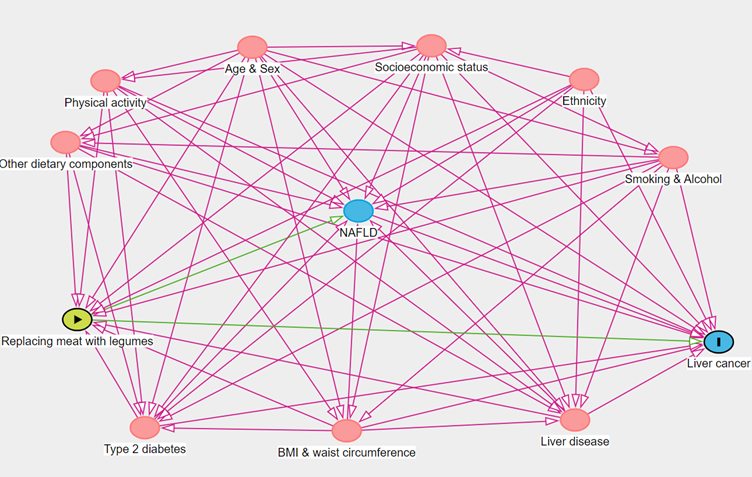 Age & Sex
Socioeconomic status
Physical activity
Ethnicity
Other dietary components
Smoking & Alcohol
NAFLD
Replacing meat with legumes
Liver cancer
Type 2 diabetes
BMI & waist circumference
Liver disease